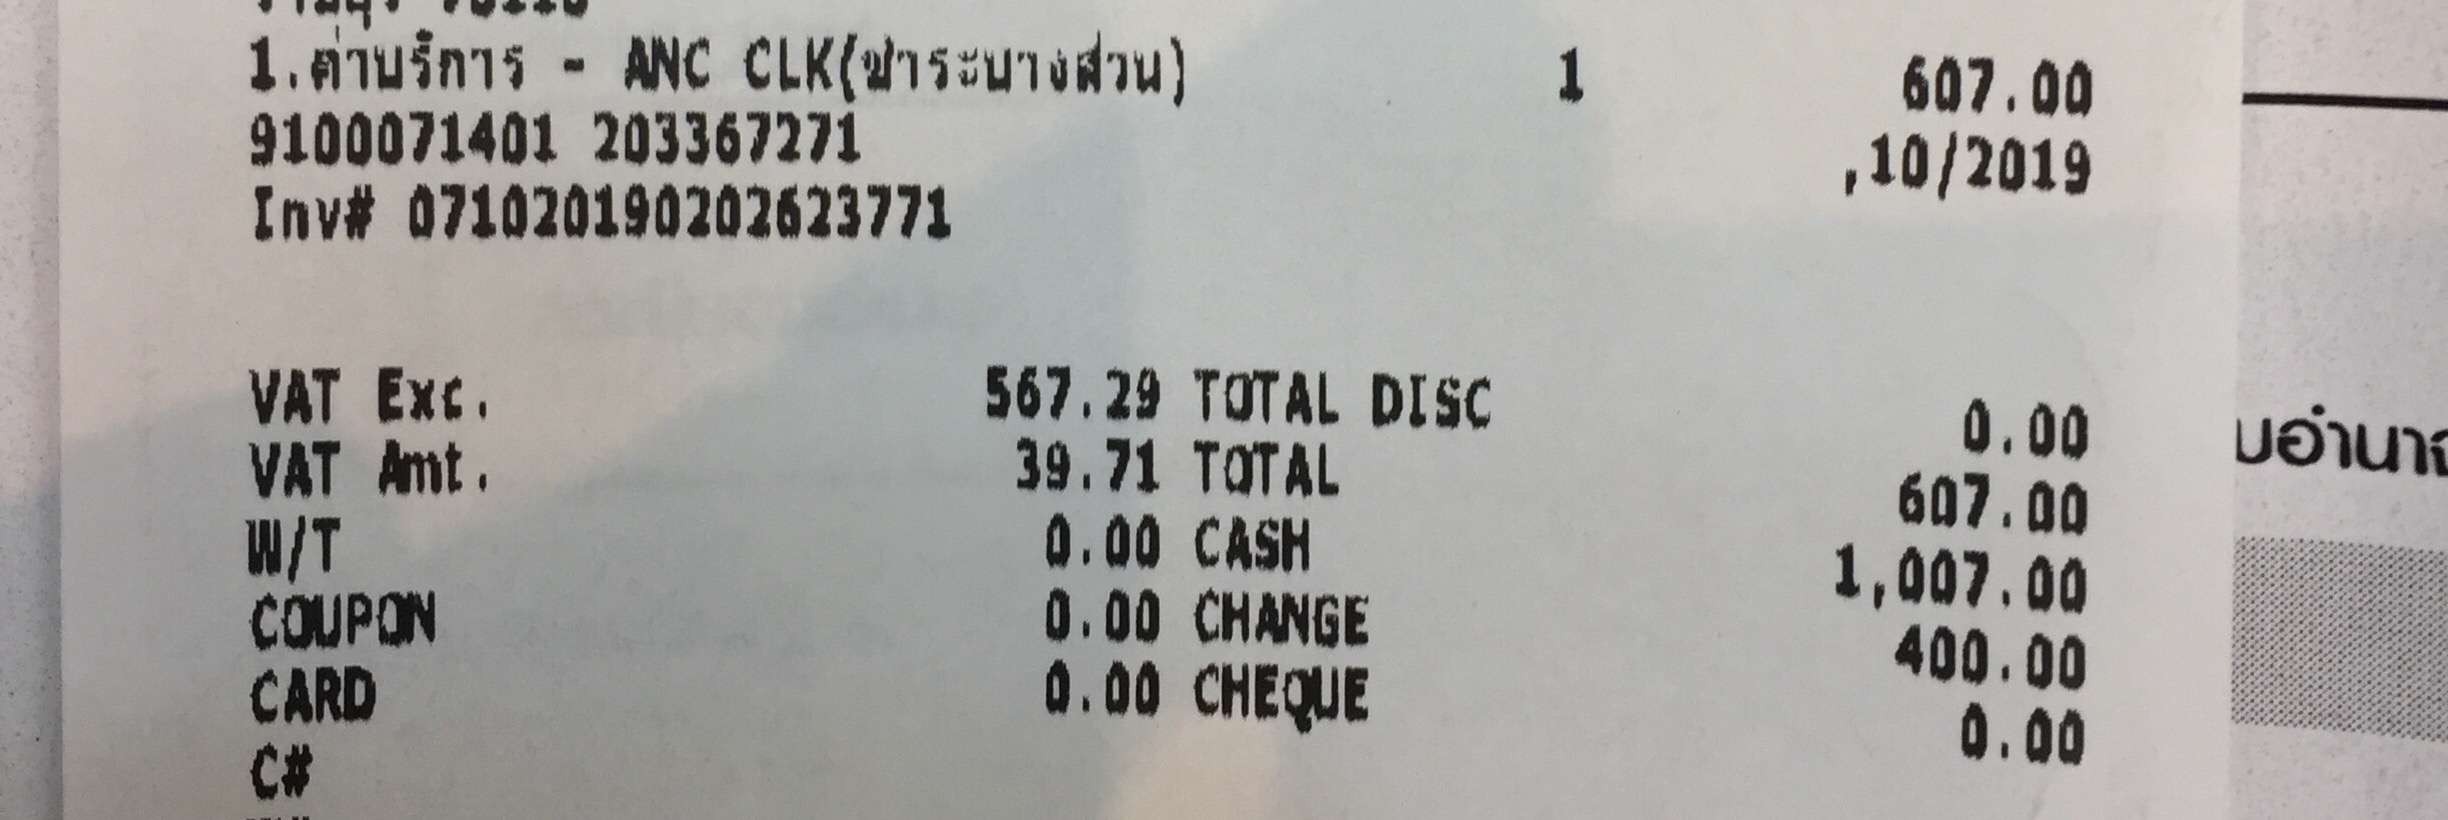 1.ค่าบริการ - ANC CLK(ชำระบางส่วน) 1 607.00
9100071401 203367271 ,10/2019
Inv# 071020190202623771
VAT Exc. 567.29 TOTAL DISC 0.00
VAT Amt. 39.71 TOTAL 607.00
W/T 0.00 CASH 1,007.00
COUPON 0.00 CHANGE 400.00
CARD 0.00 CHEQUE 0.00
C#